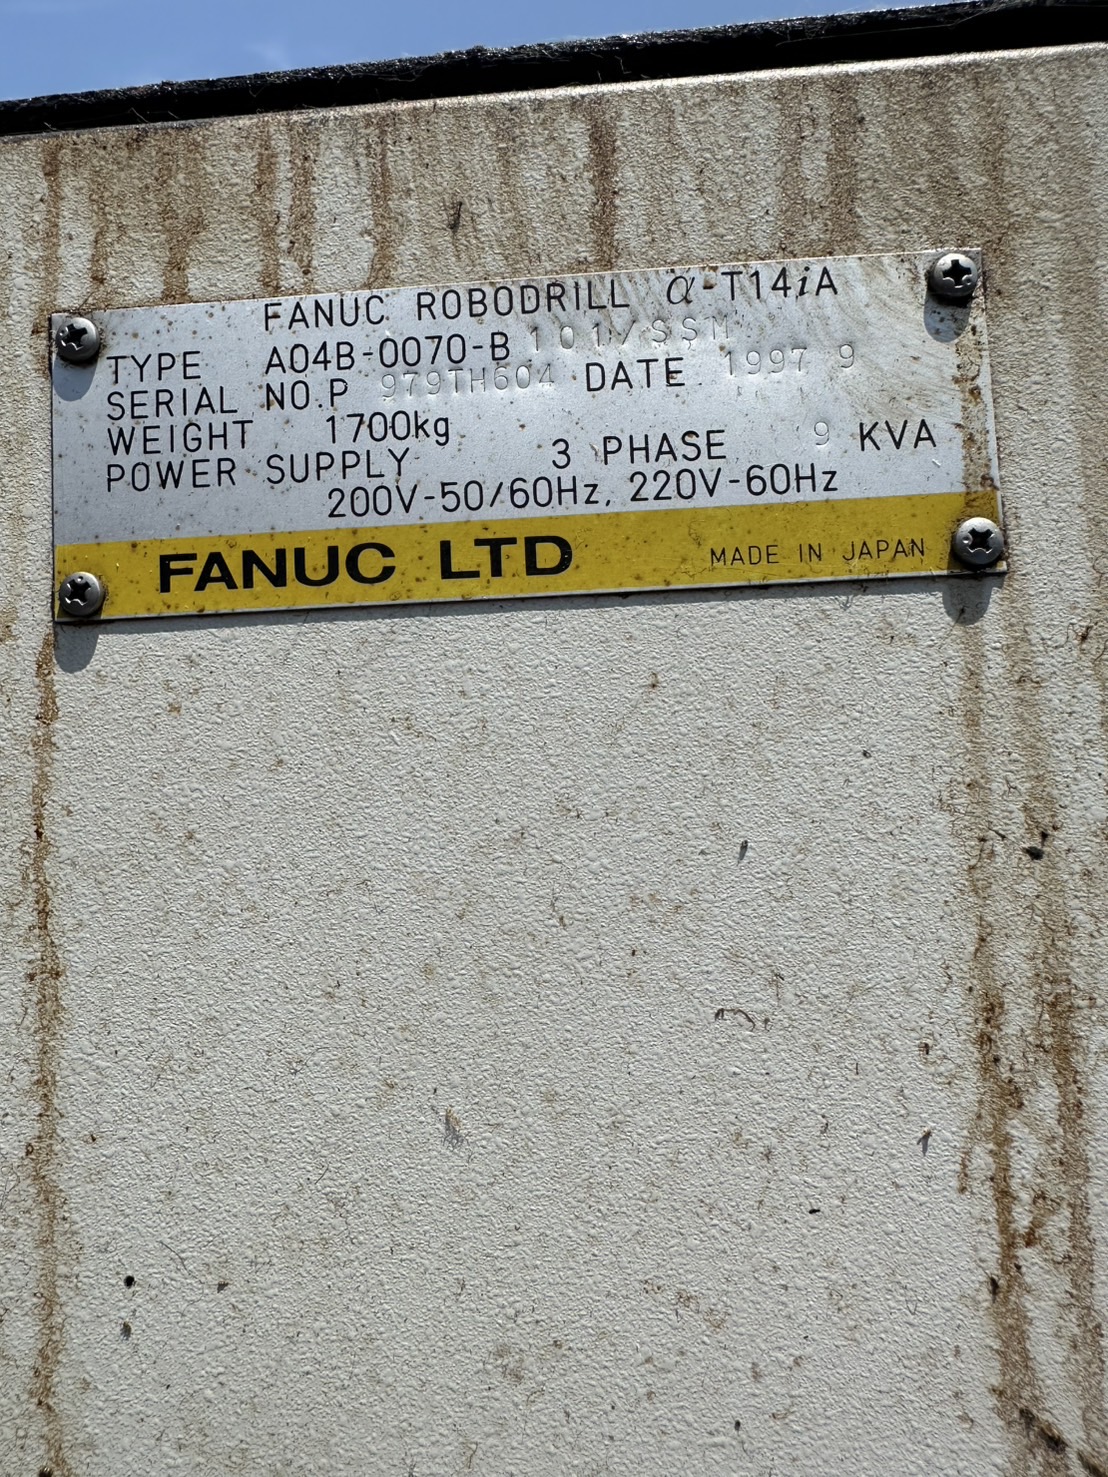 FANUC ROBODRILL α-T14iA
TYPE A04B-0070-B101/SSM
SERIAL NO.P 979TH604 DATE 1997 9
WEIGHT 1700kg
POWER SUPPLY 3 PHASE 9 KVA
200V-50/60Hz, 220V-60Hz
FANUC LTD MADE IN JAPAN